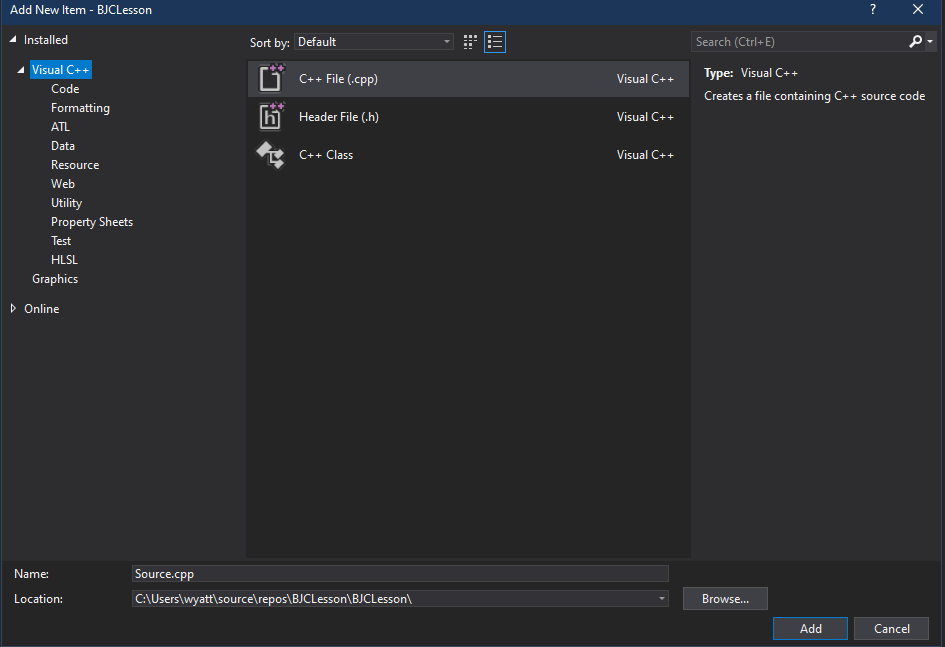 Add New Item - BJCLesson
?
Installed
Sort by: Default
Search (Ctrl+E)
Visual C++
Code
Formatting
ATL
Data
Resource
Web
Utility
Property Sheets
Test
HLSL
Graphics
Online
C++ File (.cpp) Visual C++
Header File (.h) Visual C++
C++ Class Visual C++
Type: Visual C++
Creates a file containing C++ source code
Name: Source.cpp
Location: C:\Users\wyatt\source\repos\BJCLesson\BJCLesson\
Browse...
Add Cancel